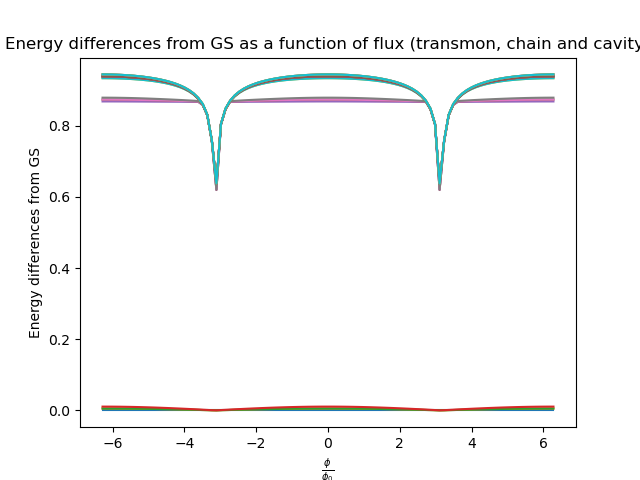 Energy differences from GS as a function of flux (transmon, chain and cavity
Energy differences from GS
0.8
0.6
0.4
0.2
0.0
−6 −4 −2 0 2 4 6
ϕ
ϕ₀